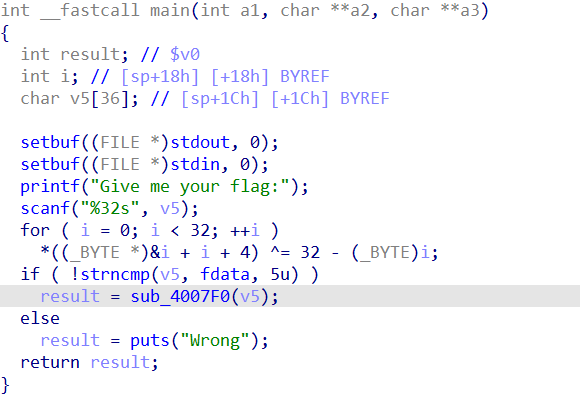 int __fastcall main(int a1, char **a2, char **a3)
{
  int result; // $v0
  int i; // [sp+18h] [+18h] BYREF
  char v5[36]; // [sp+1Ch] [+1Ch] BYREF
  setbuf((FILE *)stdout, 0);
  setbuf((FILE *)stdin, 0);
  printf("Give me your flag:");
  scanf("%32s", v5);
  for ( i = 0; i < 32; ++i )
    *((_BYTE *)&i + i + 4) ^= 32 - (_BYTE)i;
  if ( !strncmp(v5, fdata, 5u) )
    result = sub_4007F0(v5);
  else
    result = puts("Wrong");
  return result;
}